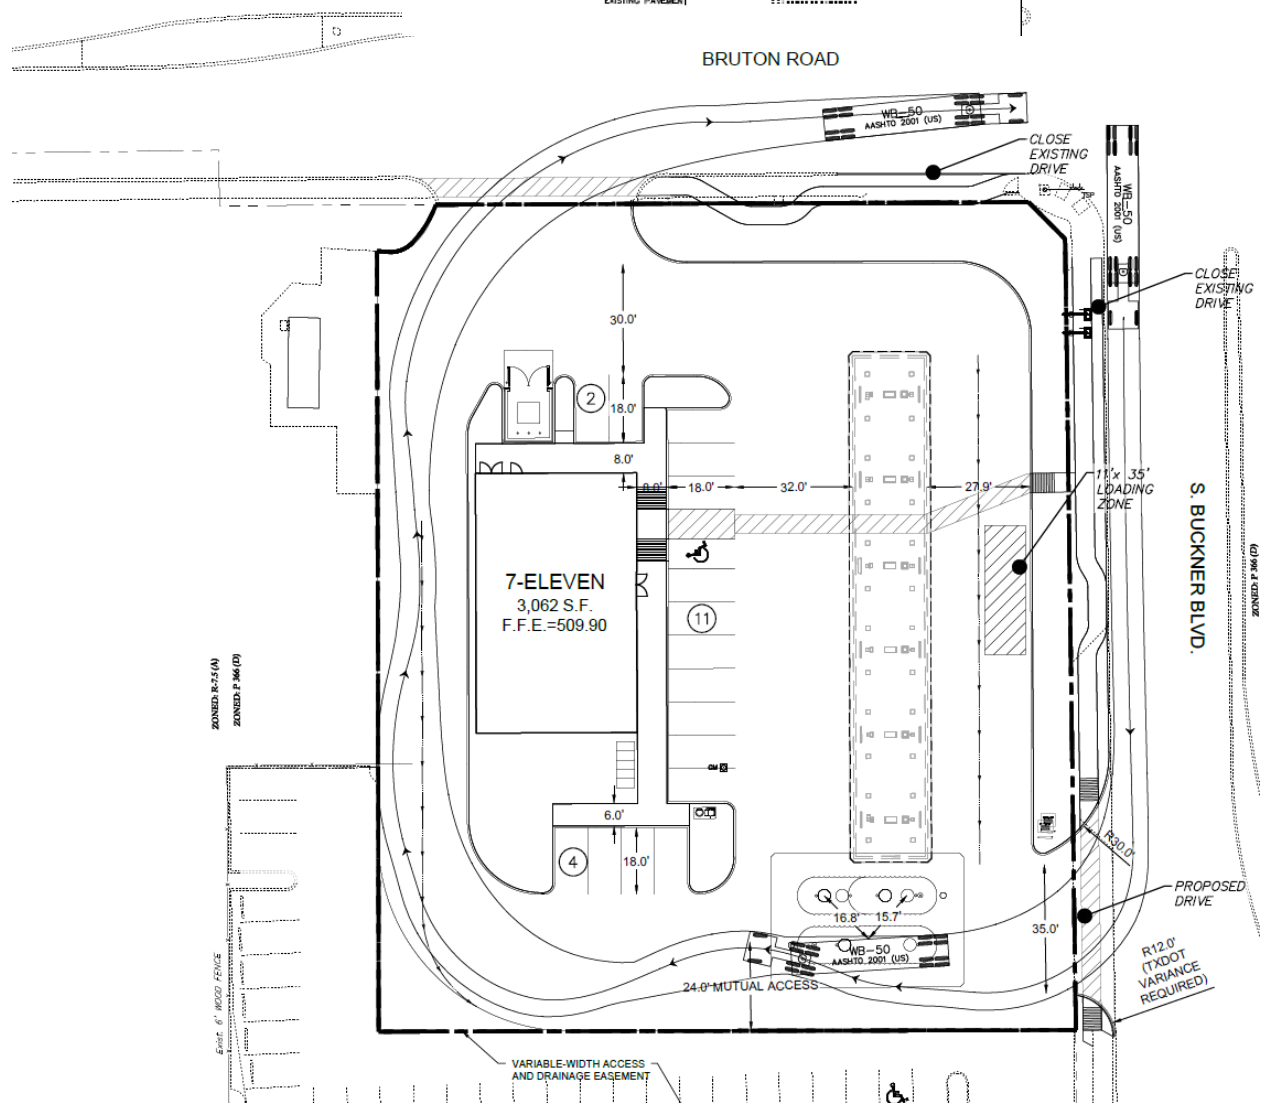 EXISTING PAVEMENT
BRUTON ROAD
WB-50
AASHTO 2001 (US)
CLOSE
EXISTING
DRIVE
WB-50
AASHTO 2001 (US)
CLOSE
EXISTING
DRIVE
30.0'
2
18.0'
8.0'
8.0'
18.0'
32.0'
27.9'
11'x 35'
LOADING
ZONE
S. BUCKNER BLVD.
ZONED: P 366 (D)
7-ELEVEN
3,062 S.F.
F.F.E.=509.90
11
ZONED: R-7.5 (A)
ZONED: P 366 (D)
6.0'
4
18.0'
R30.0'
PROPOSED
DRIVE
16.8'
15.7'
35.0'
WB-50
AASHTO 2001 (US)
24.0' MUTUAL ACCESS
R12.0'
(TXDOT
VARIANCE
REQUIRED)
Exist. 6' WOOD FENCE
VARIABLE-WIDTH ACCESS
AND DRAINAGE EASEMENT